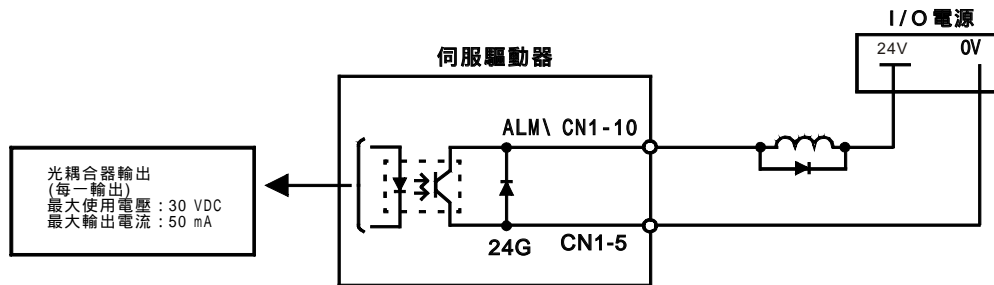 I/O 電源
24V 0V
伺服驅動器
ALM\ CN1-10
光耦合器輸出
(每一輸出)
最大使用電壓 : 30 VDC
最大輸出電流 : 50 mA
24G CN1-5